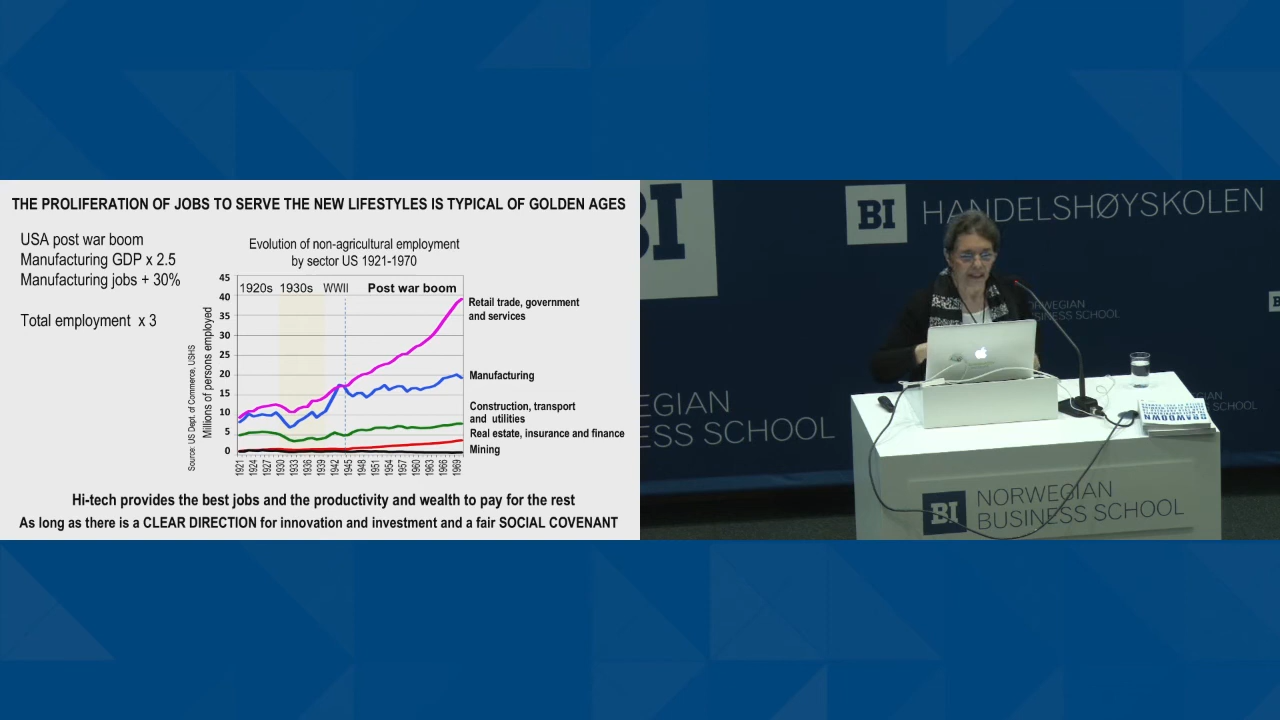 THE PROLIFERATION OF JOBS TO SERVE THE NEW LIFESTYLES IS TYPICAL OF GOLDEN AGES
USA post war boom
Manufacturing GDP x 2.5
Manufacturing jobs + 30%
Total employment x 3
Evolution of non-agricultural employment
by sector US 1921-1970
1920s 1930s WWII Post war boom
45
40
35
30
25
20
15
10
5
0
Millions of persons employed
Source: US Dept. of Commerce, USHS
Retail trade, government
and services
Manufacturing
Construction, transport
and utilities
Real estate, insurance and finance
Mining
1921 1924 1927 1930 1933 1936 1939 1942 1945 1948 1951 1954 1957 1960 1963 1966 1969
Hi-tech provides the best jobs and the productivity and wealth to pay for the rest
As long as there is a CLEAR DIRECTION for innovation and investment and a fair SOCIAL COVENANT
BI
BI HANDELSHØYSKOLEN
NORWEGIAN
BUSINESS SCHOOL
EGIAN
ESS SCHOOL
DRAWDOWN
BI NORWEGIAN
BUSINESS SCHOOL